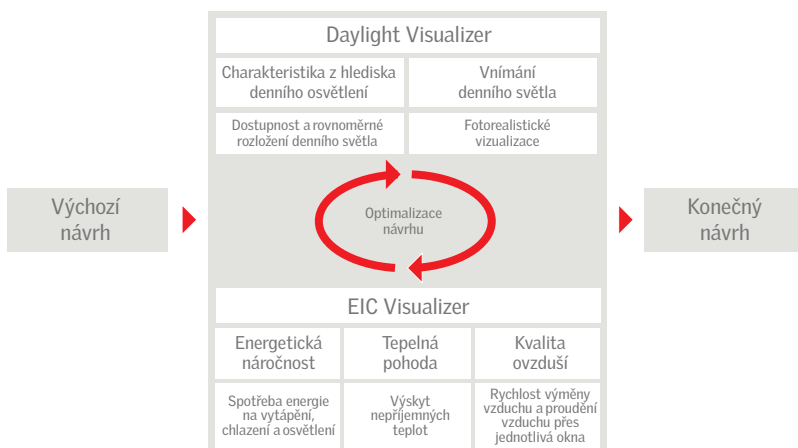 Daylight Visualizer
Charakteristika z hlediska
denního osvětlení
Vnímání
denního světla
Dostupnost a rovnoměrné
rozložení denního světla
Fotorealistické
vizualizace
Výchozí
návrh
Optimalizace
návrhu
Konečný
návrh
EIC Visualizer
Energetická
náročnost
Tepelná
pohoda
Kvalita
ovzduší
Spotřeba energie
na vytápění,
chlazení a osvětlení
Výskyt
nepříjemných
teplot
Rychlost výměny
vzduchu a proudění
vzduchu přes
jednotlivá okna